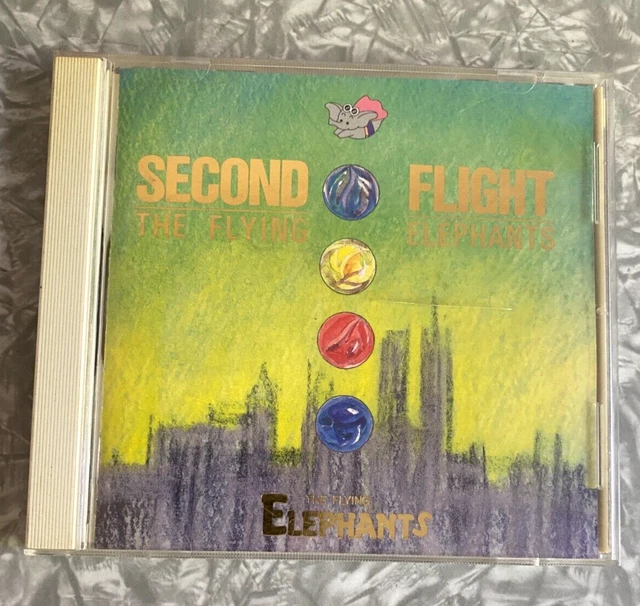 SECOND FLIGHT
THE FLYING ELEPHANTS
THE FLYING
ELEPHANTS